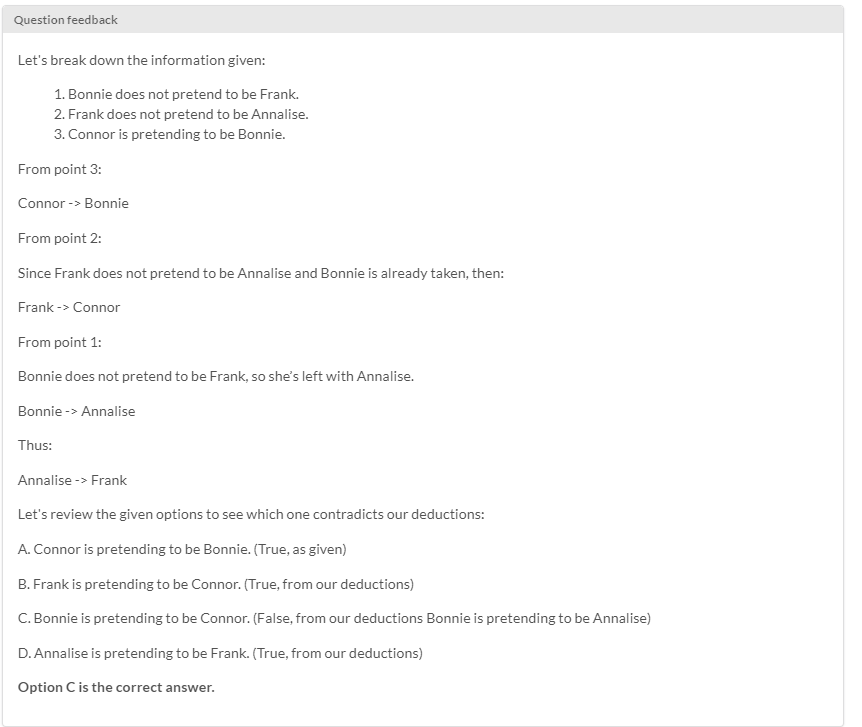 Question feedback
Let's break down the information given:
1. Bonnie does not pretend to be Frank.
2. Frank does not pretend to be Annalise.
3. Connor is pretending to be Bonnie.
From point 3:
Connor -> Bonnie
From point 2:
Since Frank does not pretend to be Annalise and Bonnie is already taken, then:
Frank -> Connor
From point 1:
Bonnie does not pretend to be Frank, so she's left with Annalise.
Bonnie -> Annalise
Thus:
Annalise -> Frank
Let's review the given options to see which one contradicts our deductions:
A. Connor is pretending to be Bonnie. (True, as given)
B. Frank is pretending to be Connor. (True, from our deductions)
C. Bonnie is pretending to be Connor. (False, from our deductions Bonnie is pretending to be Annalise)
D. Annalise is pretending to be Frank. (True, from our deductions)
Option C is the correct answer.